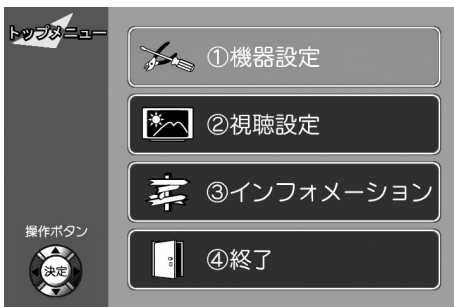 トップメニュー
①機器設定
②視聴設定
③インフォメーション
④終了
操作ボタン
決定